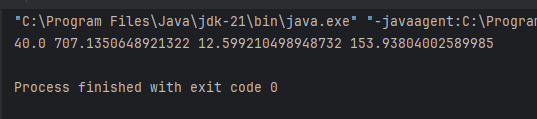 "C:\Program Files\Java\jdk-21\bin\java.exe" "-javaagent:C:\Program
40.0 707.1350648921322 12.599210498948732 153.93804002589985
Process finished with exit code 0